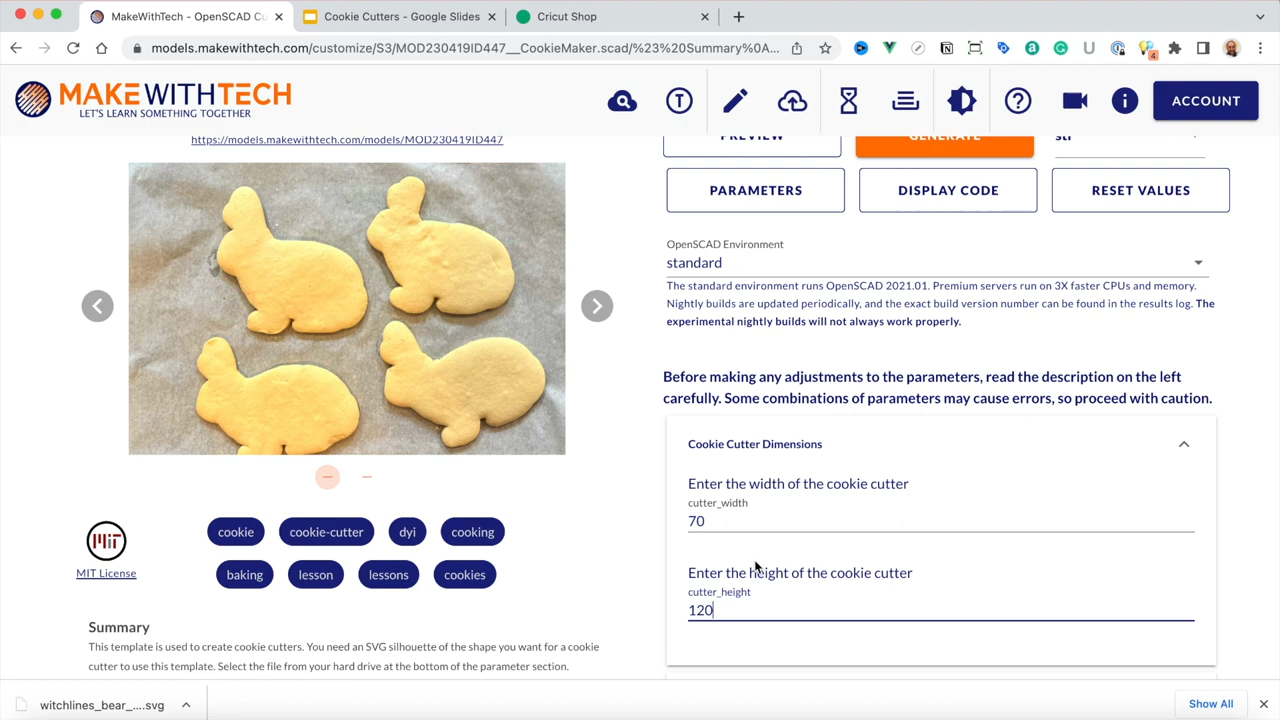 MakeWithTech - OpenSCAD Cu
Cookie Cutters - Google Slides
Cricut Shop
models.makewithtech.com/customize/S3/MOD230419ID447__CookieMaker.scad/%23%20Summary%0A...
4
MAKEWITHTECH
LET'S LEARN SOMETHING TOGETHER
T
ACCOUNT
https://models.makewithtech.com/models/MOD230419ID447
PREVIEW
GENERATE
stl
PARAMETERS
DISPLAY CODE
RESET VALUES
OpenSCAD Environment
standard
The standard environment runs OpenSCAD 2021.01. Premium servers run on 3X faster CPUs and memory.
Nightly builds are updated periodically, and the exact build version number can be found in the results log. The
experimental nightly builds will not always work properly.
Before making any adjustments to the parameters, read the description on the left
carefully. Some combinations of parameters may cause errors, so proceed with caution.
Cookie Cutter Dimensions
Enter the width of the cookie cutter
cutter_width
70
Enter the height of the cookie cutter
cutter_height
120
MIT
MIT License
cookie
cookie-cutter
dyi
cooking
baking
lesson
lessons
cookies
Summary
This template is used to create cookie cutters. You need an SVG silhouette of the shape you want for a cookie
cutter to use this template. Select the file from your hard drive at the bottom of the parameter section.
witchlines_bear_....svg
Show All